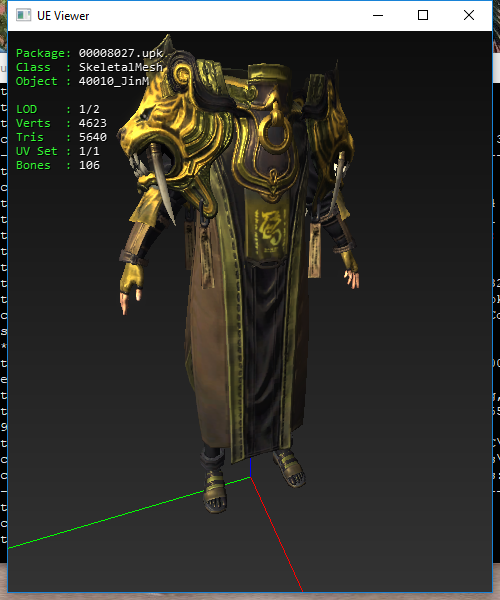 UE Viewer
Package: 00008027.upk
Class : SkeletalMesh
Object : 40010_JinM
LOD : 1/2
Verts : 4623
Tris : 5640
UV Set : 1/1
Bones : 106